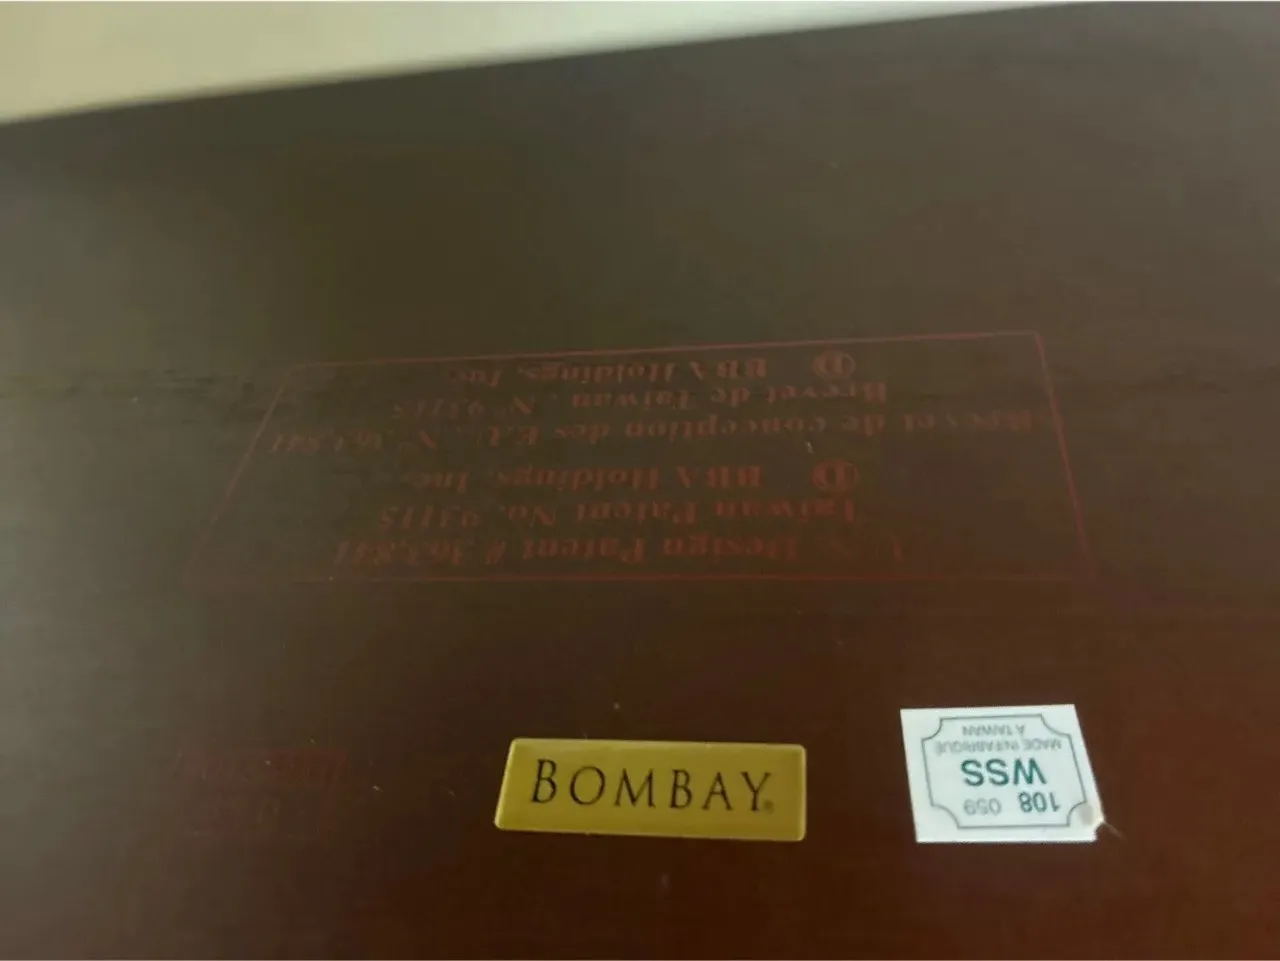 U.S. Design Patent # 363,841
Taiwan Patent No. 93115
Ⓓ BBA Holdings, Inc.
Brevet de conception des E.U., N° 363,841
Brevet de Taiwan , N° 93115
Ⓓ BBA Holdings, Inc.
BOMBAY®
108 059
WSS
MADE IN/FABRIQUÉ
À TAIWAN